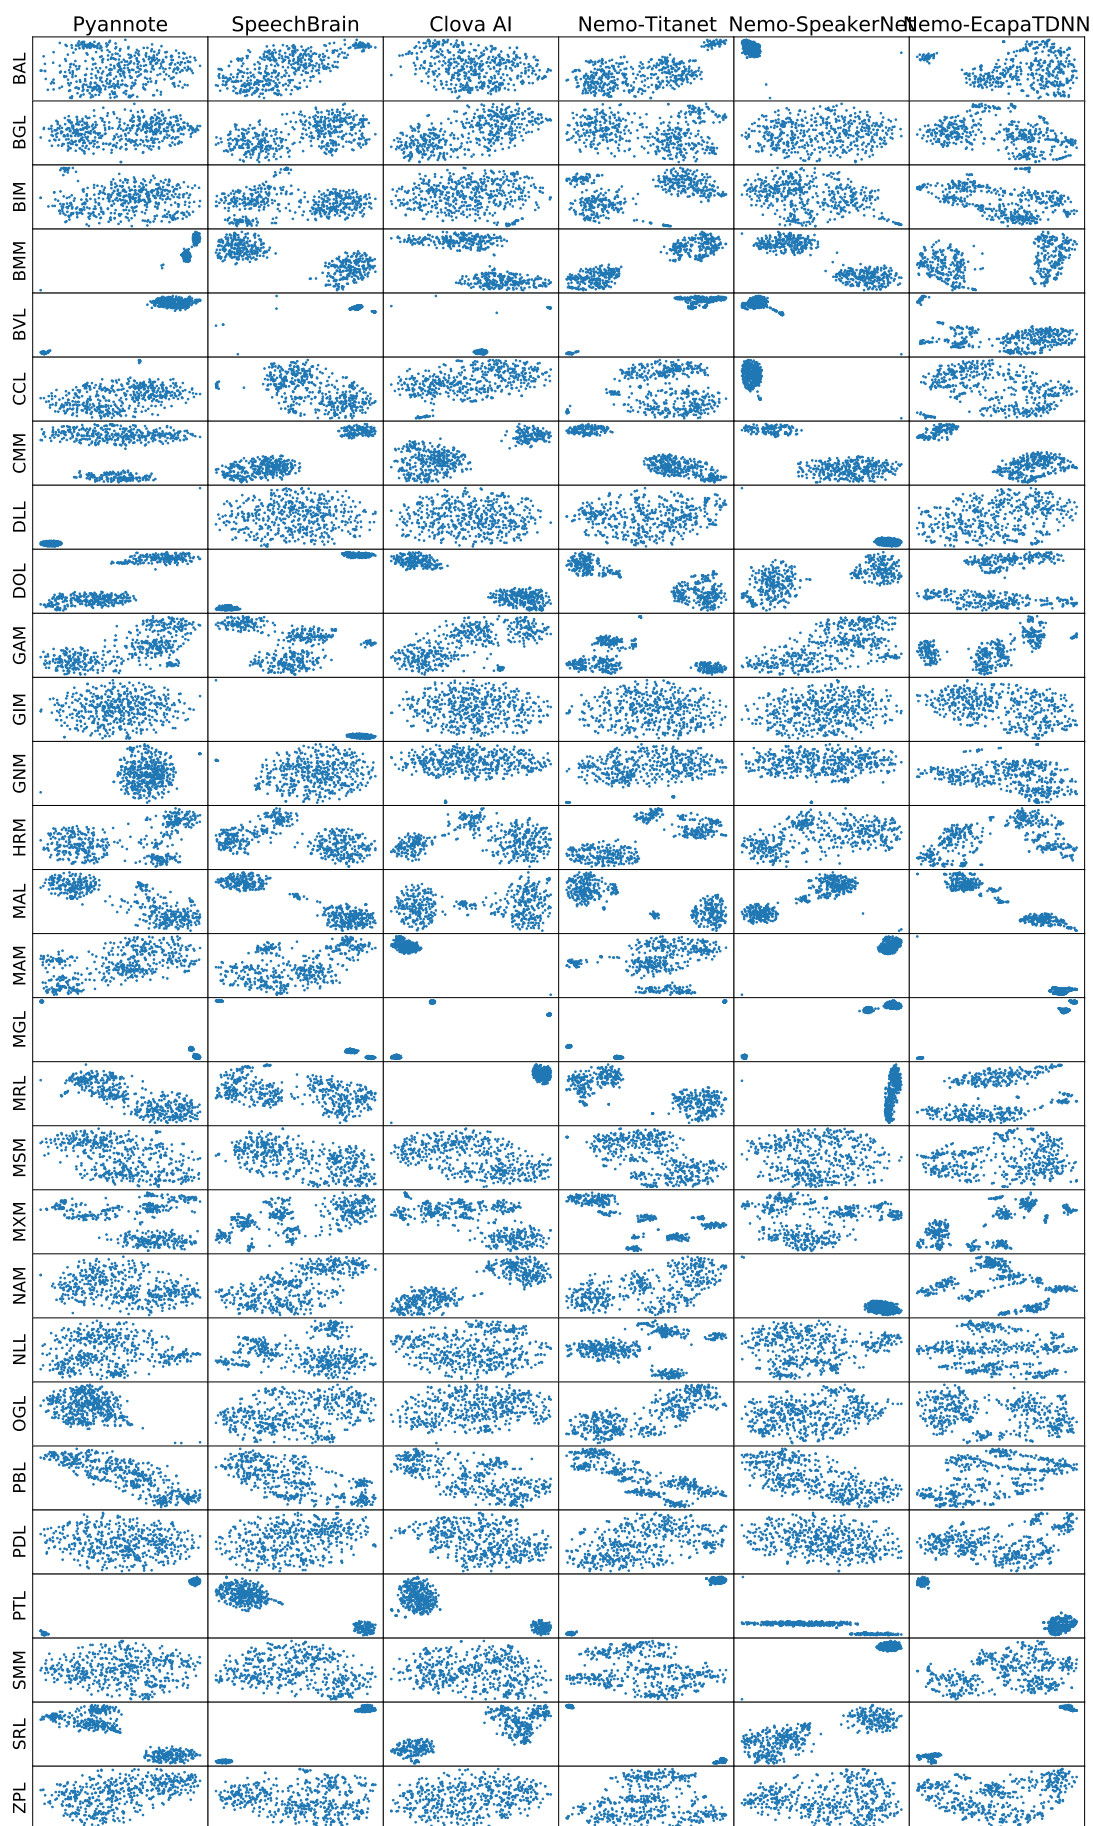 Pyannote SpeechBrain Clova AI Nemo-Titanet Nemo-SpeakerNet Nemo-EcapaTDNN
BAL
BGL
BIM
BMM
BVL
CCL
CMM
DLL
DOL
GAM
GIM
GNM
HRM
MAL
MAM
MGL
MRL
MSM
MXM
NAM
NLL
OGL
PBL
PDL
PTL
SMM
SRL
ZPL